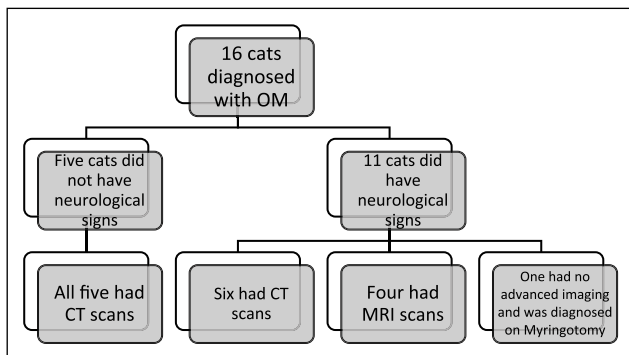 16 cats
diagnosed
with OM
Five cats did
not have
neurological
signs
11 cats did
have
neurological
signs
All five had
CT scans
Six had CT
scans
Four had
MRI scans
One had no
advanced imaging
and was diagnosed
on Myringotomy